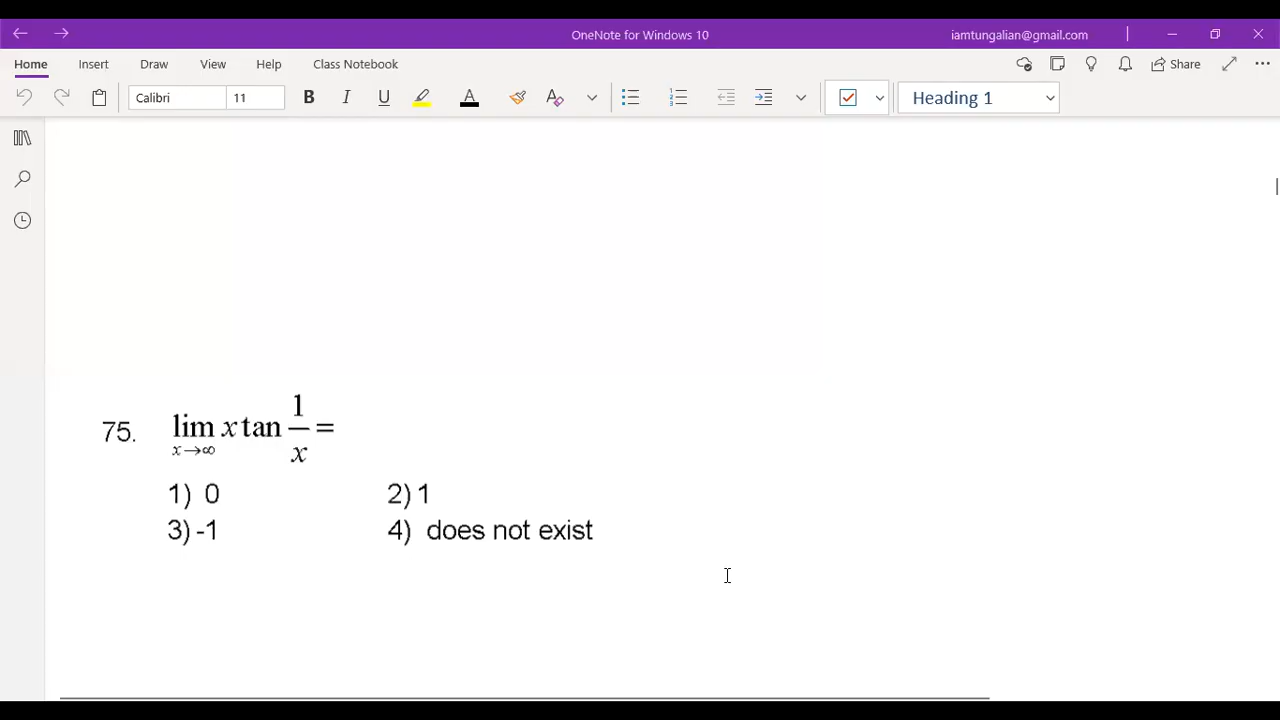 OneNote for Windows 10
iamtungalian@gmail.com
Home Insert Draw View Help Class Notebook
Share
Calibri 11 B I U A A Heading 1
75. lim x→∞ x tan 1/x =
1) 0 2) 1
3) -1 4) does not exist